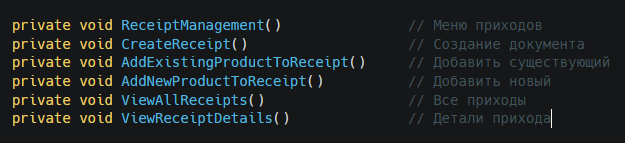 private void ReceiptManagement() // Меню приходов
private void CreateReceipt() // Создание документа
private void AddExistingProductToReceipt() // Добавить существующий
private void AddNewProductToReceipt() // Добавить новый
private void ViewAllReceipts() // Все приходы
private void ViewReceiptDetails() // Детали прихода